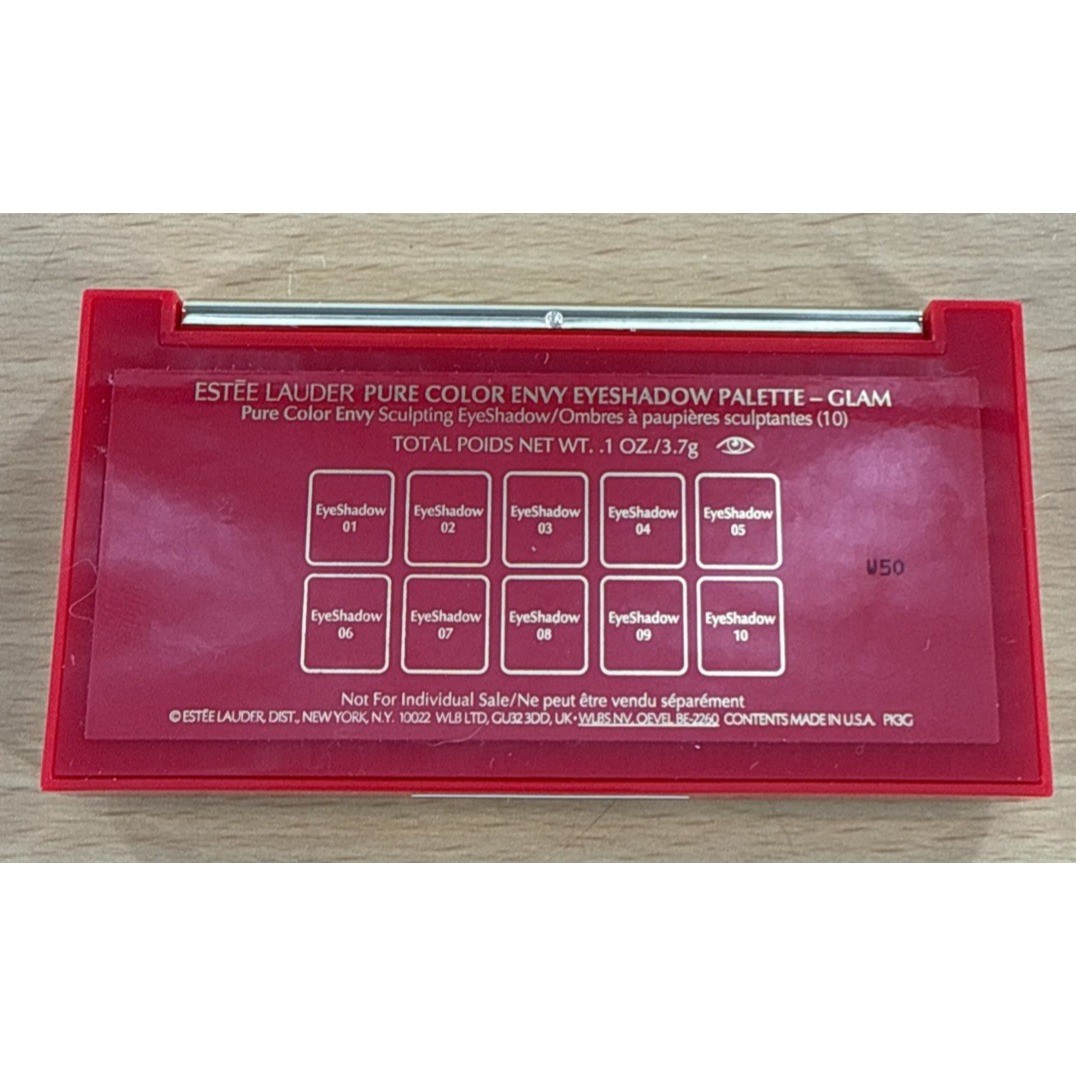 ESTĒE LAUDER PURE COLOR ENVY EYESHADOW PALETTE – GLAM
Pure Color Envy Sculpting EyeShadow/Ombres à paupières sculptantes (10)
TOTAL POIDS NET WT. .1 OZ./3.7g
EyeShadow 01
EyeShadow 02
EyeShadow 03
EyeShadow 04
EyeShadow 05
W50
EyeShadow 06
EyeShadow 07
EyeShadow 08
EyeShadow 09
EyeShadow 10
Not For Individual Sale/Ne peut être vendu séparément
© ESTĒE LAUDER, DIST., NEW YORK, N.Y. 10022 WLB LTD, GU32 3DD, UK • WLBS NV, OEVEL BE-2260 CONTENTS MADE IN U.S.A. PK3G